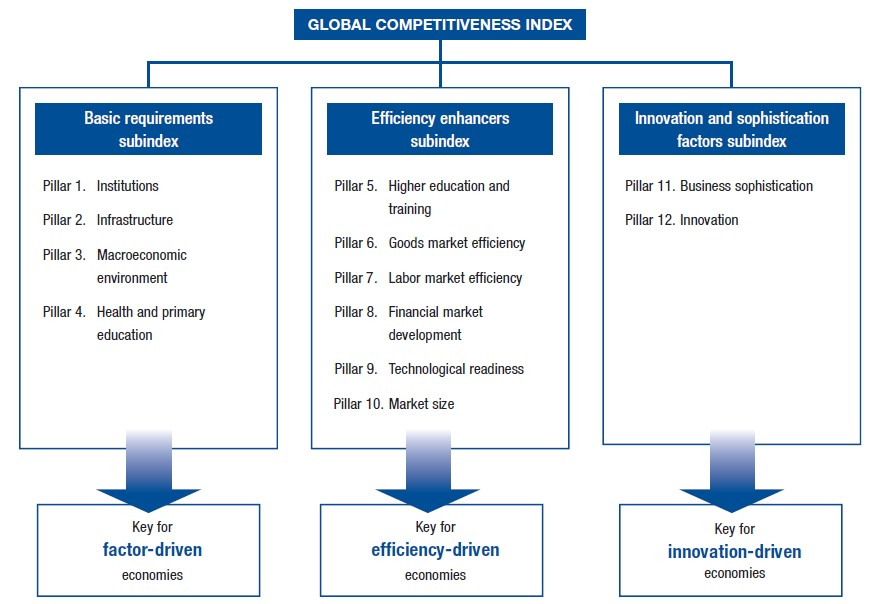 GLOBAL COMPETITIVENESS INDEX
Basic requirements
subindex
Pillar 1. Institutions
Pillar 2. Infrastructure
Pillar 3. Macroeconomic
environment
Pillar 4. Health and primary
education
Key for
factor-driven
economies
Efficiency enhancers
subindex
Pillar 5. Higher education and
training
Pillar 6. Goods market efficiency
Pillar 7. Labor market efficiency
Pillar 8. Financial market
development
Pillar 9. Technological readiness
Pillar 10. Market size
Key for
efficiency-driven
economies
Innovation and sophistication
factors subindex
Pillar 11. Business sophistication
Pillar 12. Innovation
Key for
innovation-driven
economies